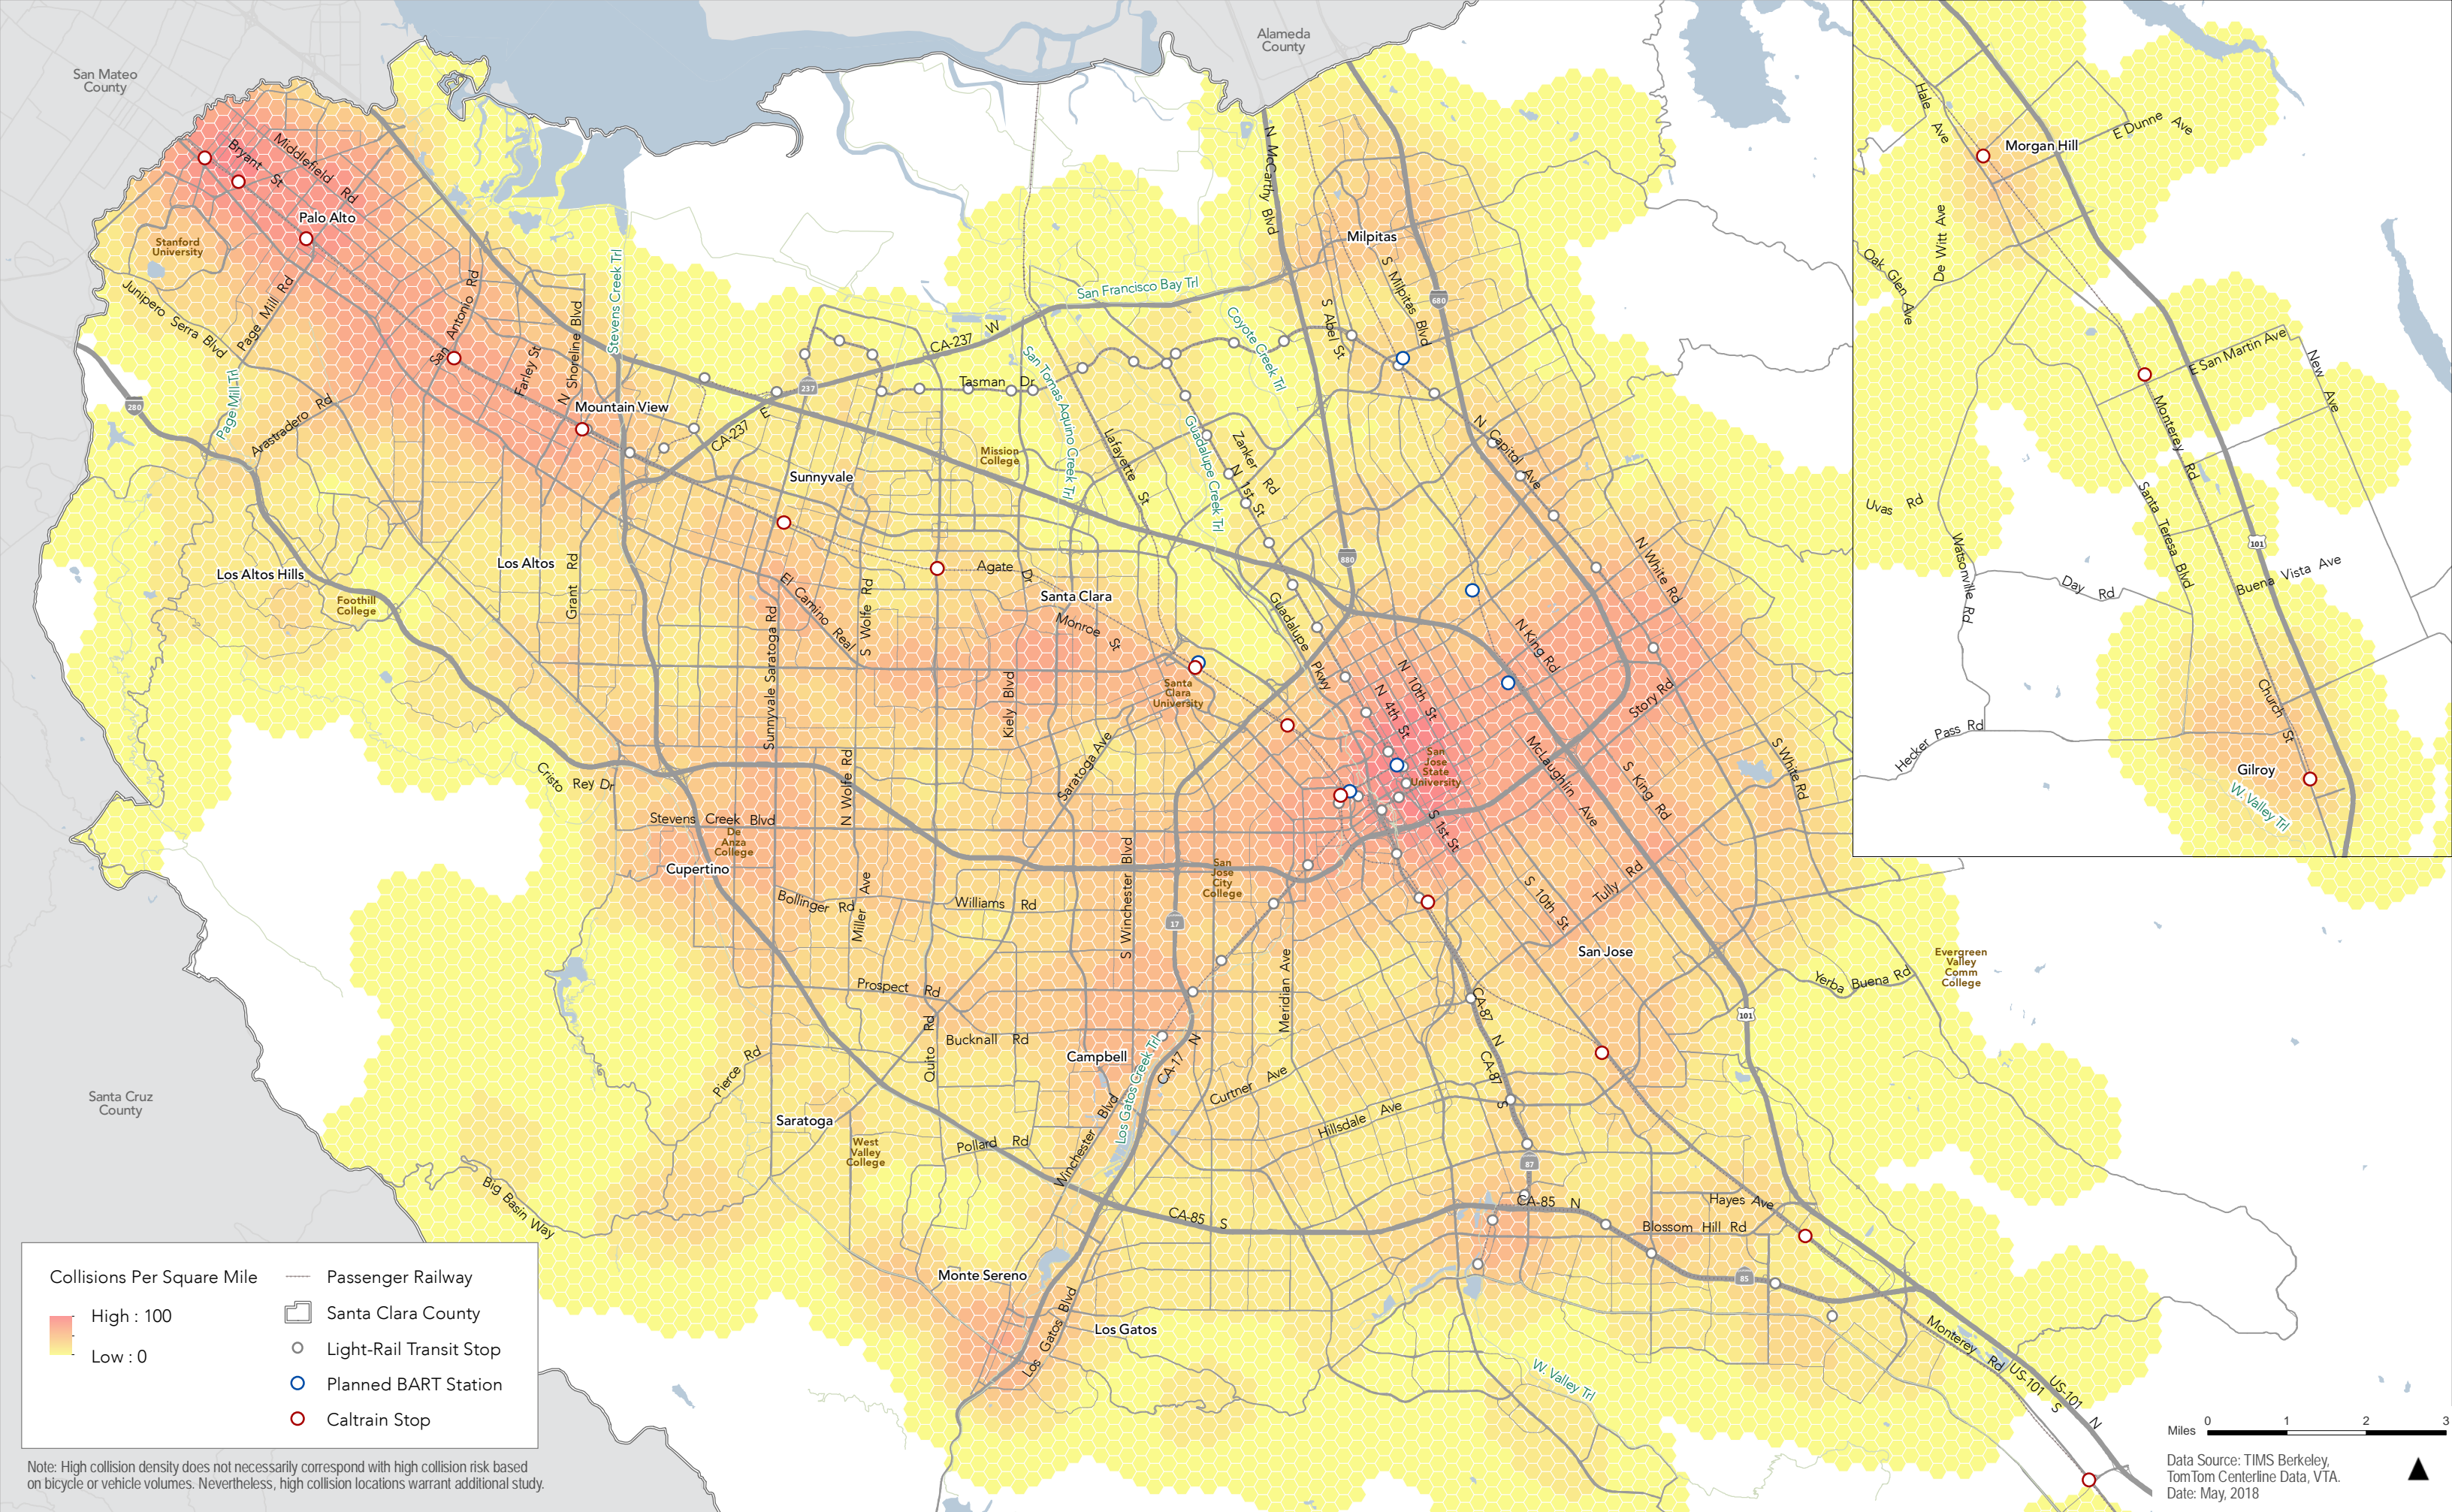 San Mateo
County
Alameda
County
Bryant St
Middlefield Rd
Palo Alto
Stanford
University
Junipero Serra Blvd
Page Mill Rd
Page Mill Trl
San Antonio Rd
Arastradero Rd
Farley St
N Shoreline Blvd
Stevens Creek Trl
Mountain View
280
CA-237 E
237
CA-237 W
San Francisco Bay Trl
N McCarthy Blvd
Milpitas
S Milpitas Blvd
S Abel St
680
Coyote Creek Trl
Tasman Dr
San Tomas Aquino Creek Trl
Guadalupe Creek Trl
Lafayette St
Zanker Rd
N 1st St
Mission
College
Sunnyvale
N Capitol Ave
N White Rd
880
Los Altos
Los Altos Hills
Foothill
College
Grant Rd
El Camino Real
Sunnyvale Saratoga Rd
S Wolfe Rd
Agate Dr
Santa Clara
Monroe St
Kiely Blvd
Santa
Clara
University
Guadalupe Pkwy
N 10th St
N 4th St
N King Rd
Story Rd
San
Jose
State
University
McLaughlin Ave
S King Rd
S White Rd
S 1st St
Saratoga Ave
Cristo Rey Dr
Stevens Creek Blvd
De
Anza
College
Cupertino
N Wolfe Rd
Bollinger Rd
Miller Ave
Williams Rd
S Winchester Blvd
San
Jose
City
College
17
Tully Rd
S 10th St
San Jose
Meridian Ave
Evergreen
Valley
Comm
College
Yerba Buena Rd
101
CA-87 N
CA-87 S
87
Prospect Rd
Quito Rd
Bucknall Rd
Campbell
Los Gatos Creek Trl
CA-17 N
Curtner Ave
Hillsdale Ave
Pierce Rd
Saratoga
West
Valley
College
Pollard Rd
Winchester Blvd
CA-85 S
CA-85 N
Hayes Ave
Blossom Hill Rd
85
Santa Cruz
County
Big Basin Way
Monte Sereno
Los Gatos Blvd
Los Gatos
W. Valley Trl
Monterey Rd
US-101 S
US-101 N
Hale Ave
Morgan Hill
E Dunne Ave
De Witt Ave
Oak Glen Ave
E San Martin Ave
New Ave
Monterey Rd
Uvas Rd
Santa Teresa Blvd
Watsonville Rd
101
Day Rd
Buena Vista Ave
Hecker Pass Rd
Church St
Gilroy
W. Valley Trl
Collisions Per Square Mile
High : 100
Low : 0
Passenger Railway
Santa Clara County
Light-Rail Transit Stop
Planned BART Station
Caltrain Stop
Note: High collision density does not necessarily correspond with high collision risk based
on bicycle or vehicle volumes. Nevertheless, high collision locations warrant additional study.
Miles 0 1 2 3
Data Source: TIMS Berkeley,
TomTom Centerline Data, VTA.
Date: May, 2018